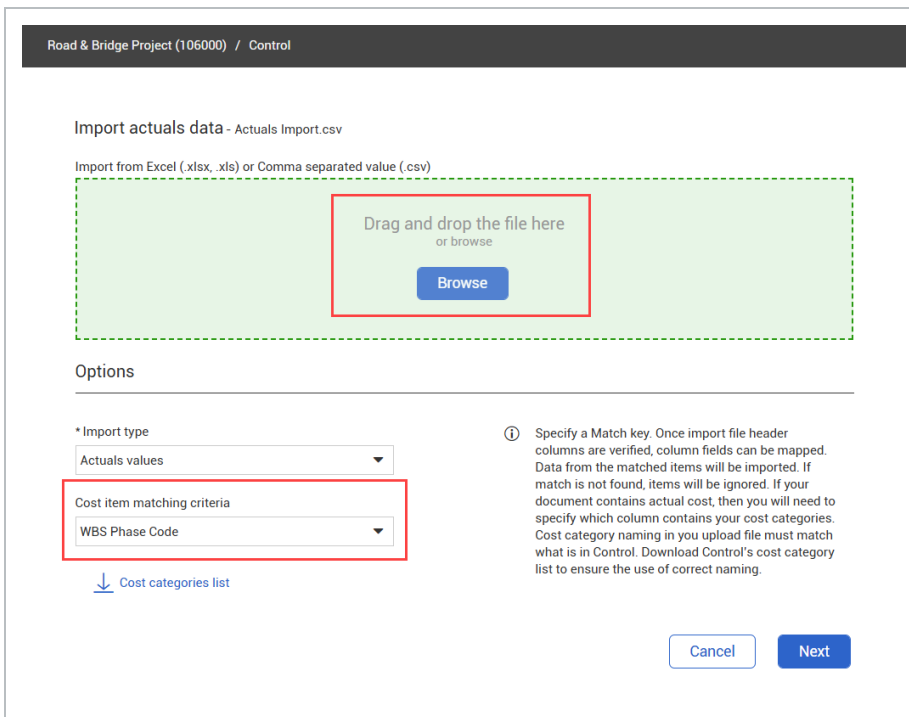 Road & Bridge Project (106000) / Control
Import actuals data - Actuals Import.csv
Import from Excel (.xlsx, .xls) or Comma separated value (.csv)
Drag and drop the file here
or browse
Browse
Options
* Import type
Actuals values
Cost item matching criteria
WBS Phase Code
Cost categories list
Specify a Match key. Once import file header
columns are verified, column fields can be mapped.
Data from the matched items will be imported. If
match is not found, items will be ignored. If your
document contains actual cost, then you will need to
specify which column contains your cost categories.
Cost category naming in you upload file must match
what is in Control. Download Control's cost category
list to ensure the use of correct naming.
Cancel
Next